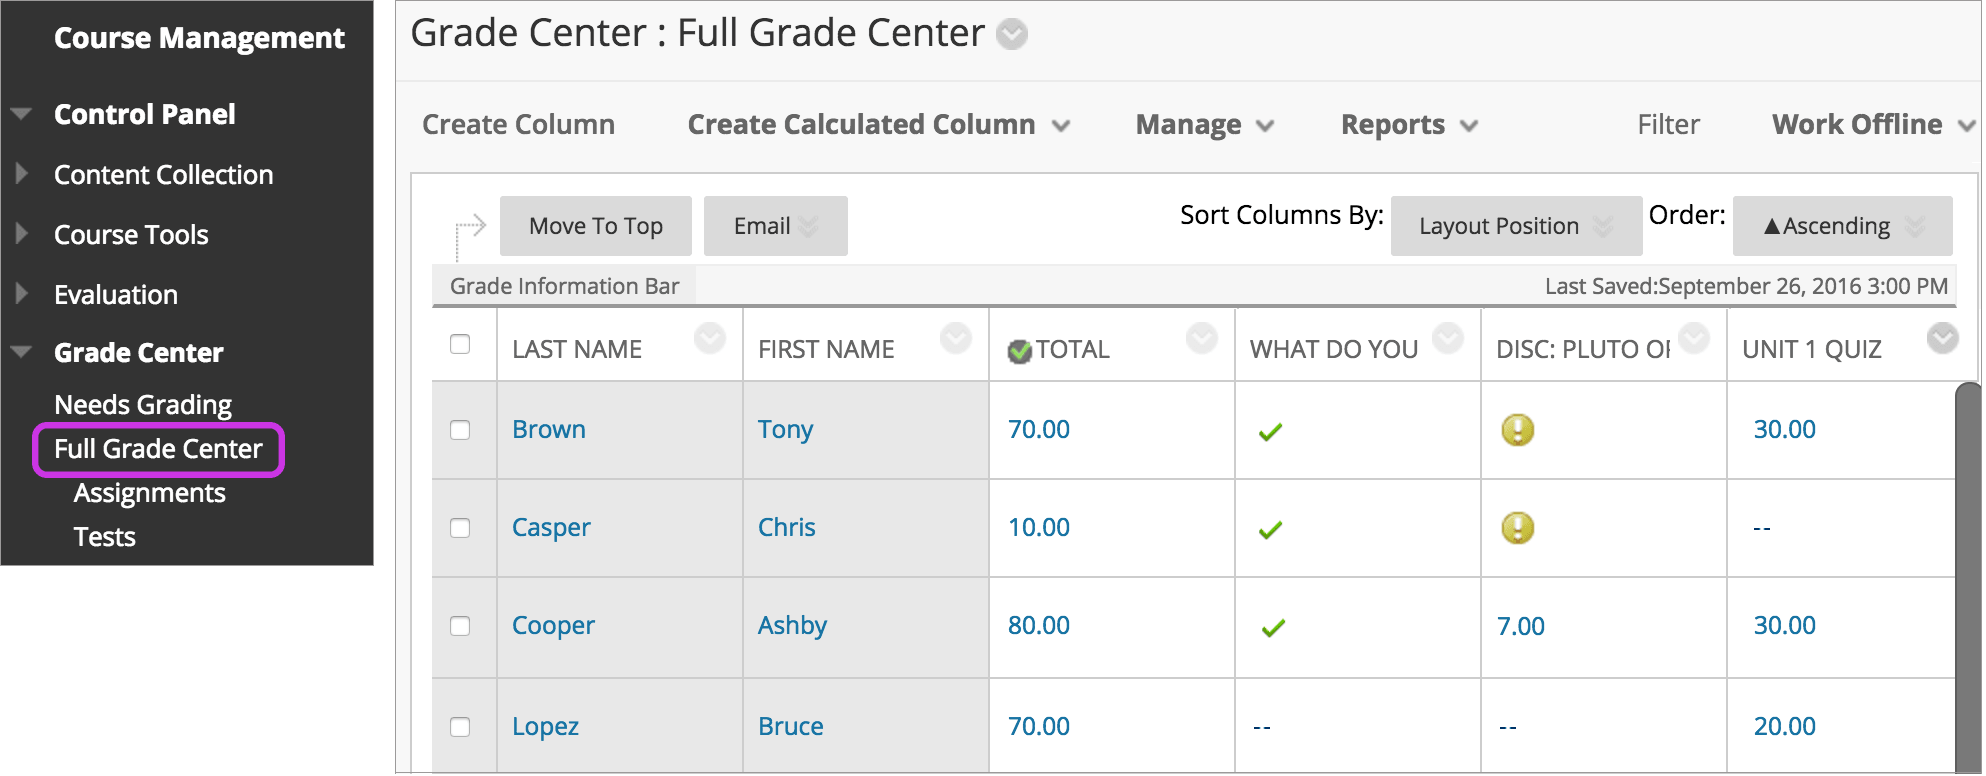 Course Management
Control Panel
Content Collection
Course Tools
Evaluation
Grade Center
Needs Grading
Full Grade Center
Assignments
Tests
Grade Center : Full Grade Center
Create Column Create Calculated Column Manage Reports Filter Work Offline
Move To Top Email Sort Columns By: Layout Position Order: ▲Ascending
Grade Information Bar Last Saved:September 26, 2016 3:00 PM
LAST NAME FIRST NAME TOTAL WHAT DO YOU DISC: PLUTO OF UNIT 1 QUIZ
Brown Tony 70.00 30.00
Casper Chris 10.00 --
Cooper Ashby 80.00 7.00 30.00
Lopez Bruce 70.00 -- -- 20.00